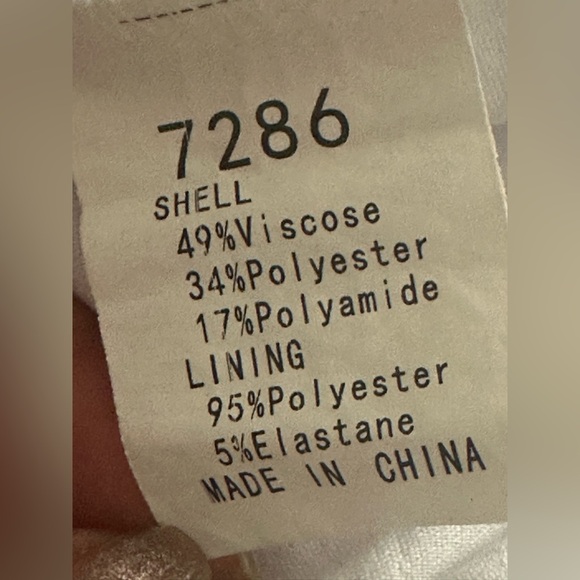 7286
SHELL
49%Viscose
34%Polyester
17%Polyamide
LINING
95%Polyester
5%Elastane
MADE IN CHINA